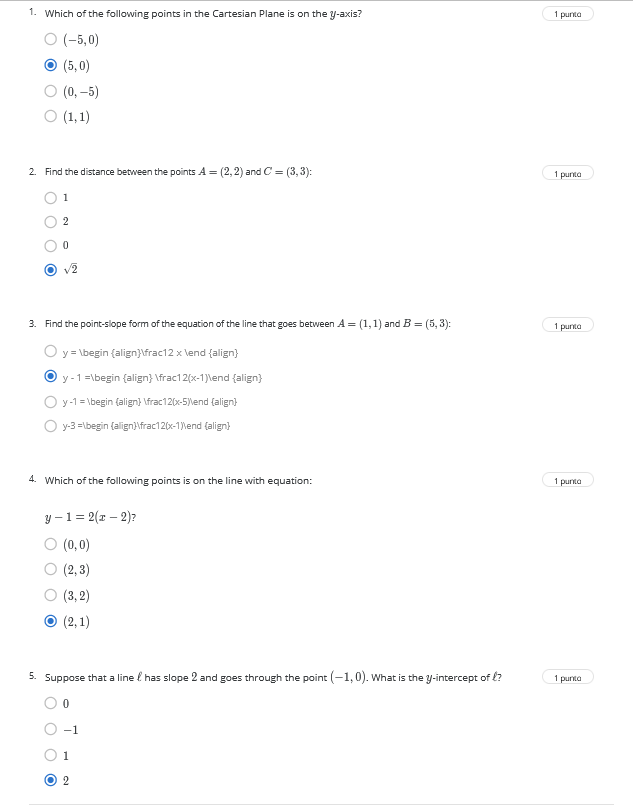 1. Which of the following points in the Cartesian Plane is on the y-axis? 1 punto
(−5, 0)
(5, 0)
(0, −5)
(1, 1)
2. Find the distance between the points A = (2, 2) and C = (3, 3): 1 punto
1
2
0
√2
3. Find the point-slope form of the equation of the line that goes between A = (1, 1) and B = (5, 3): 1 punto
y = \begin {align}\frac12 x \end {align}
y - 1 =\begin {align} \frac12(x-1)\end {align}
y -1 = \begin {align} \frac12(x-5)\end {align}
y-3 =\begin {align}\frac12(x-1)\end {align}
4. Which of the following points is on the line with equation: 1 punto
y − 1 = 2(x − 2)?
(0, 0)
(2, 3)
(3, 2)
(2, 1)
5. Suppose that a line ℓ has slope 2 and goes through the point (−1, 0). What is the y-intercept of ℓ? 1 punto
0
−1
1
2